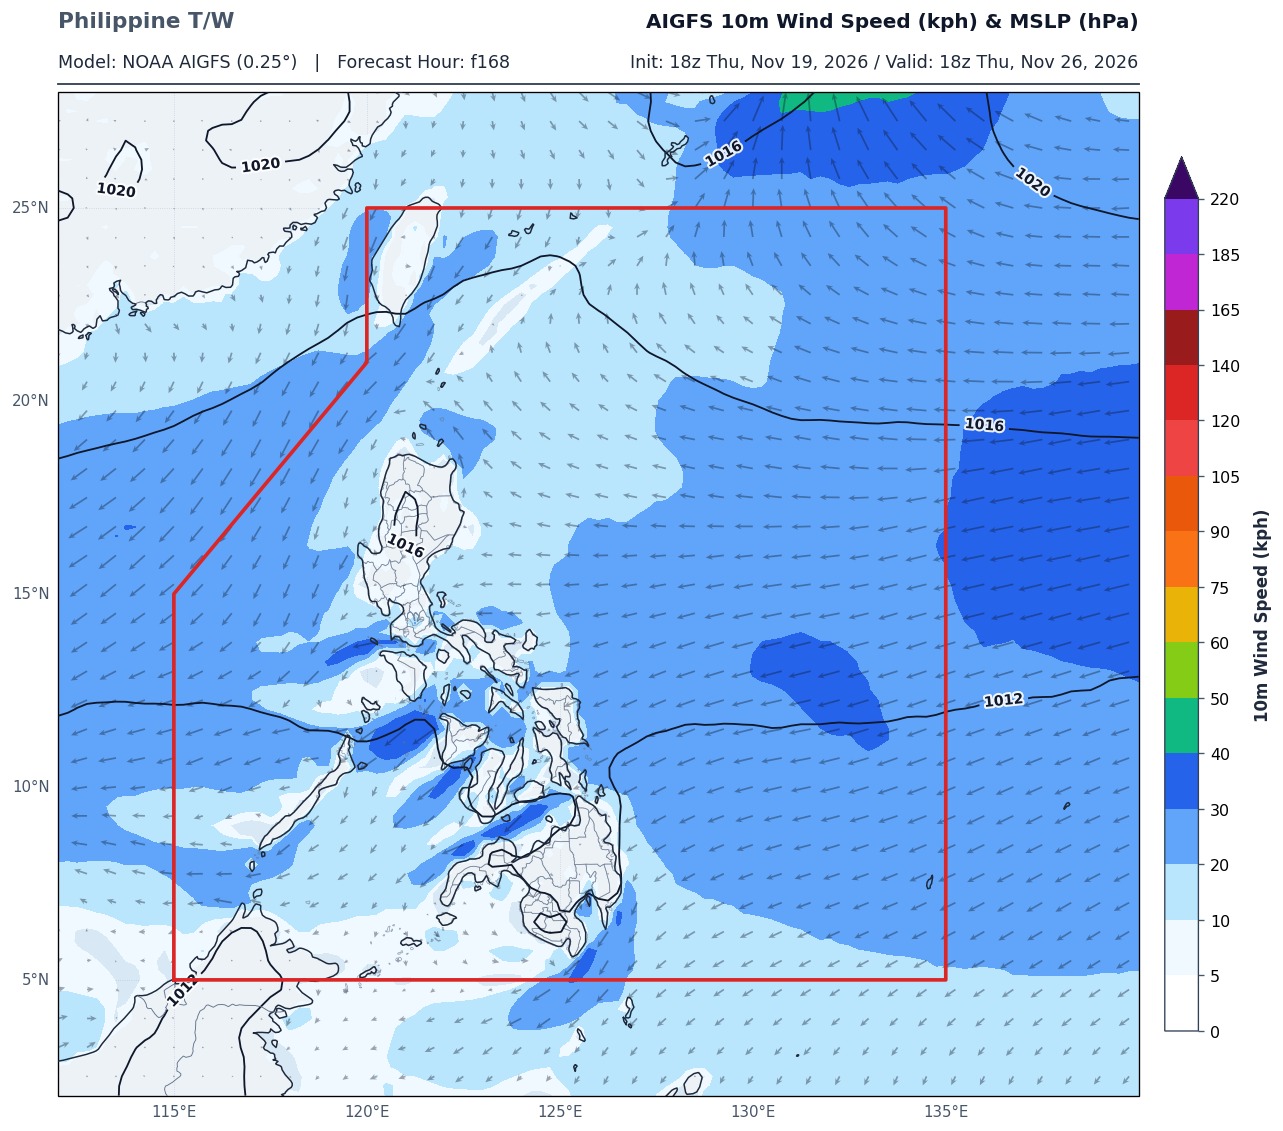 Philippine T/W
AIGFS 10m Wind Speed (kph) & MSLP (hPa)
Model: NOAA AIGFS (0.25°) | Forecast Hour: f168
Init: 18z Thu, Nov 19, 2026 / Valid: 18z Thu, Nov 26, 2026
1020
1020
1016
1020
1016
1016
1012
1012
25°N
20°N
15°N
10°N
5°N
115°E
120°E
125°E
130°E
135°E
220
185
165
140
120
105
90
75
60
50
40
30
20
10
5
0
10m Wind Speed (kph)